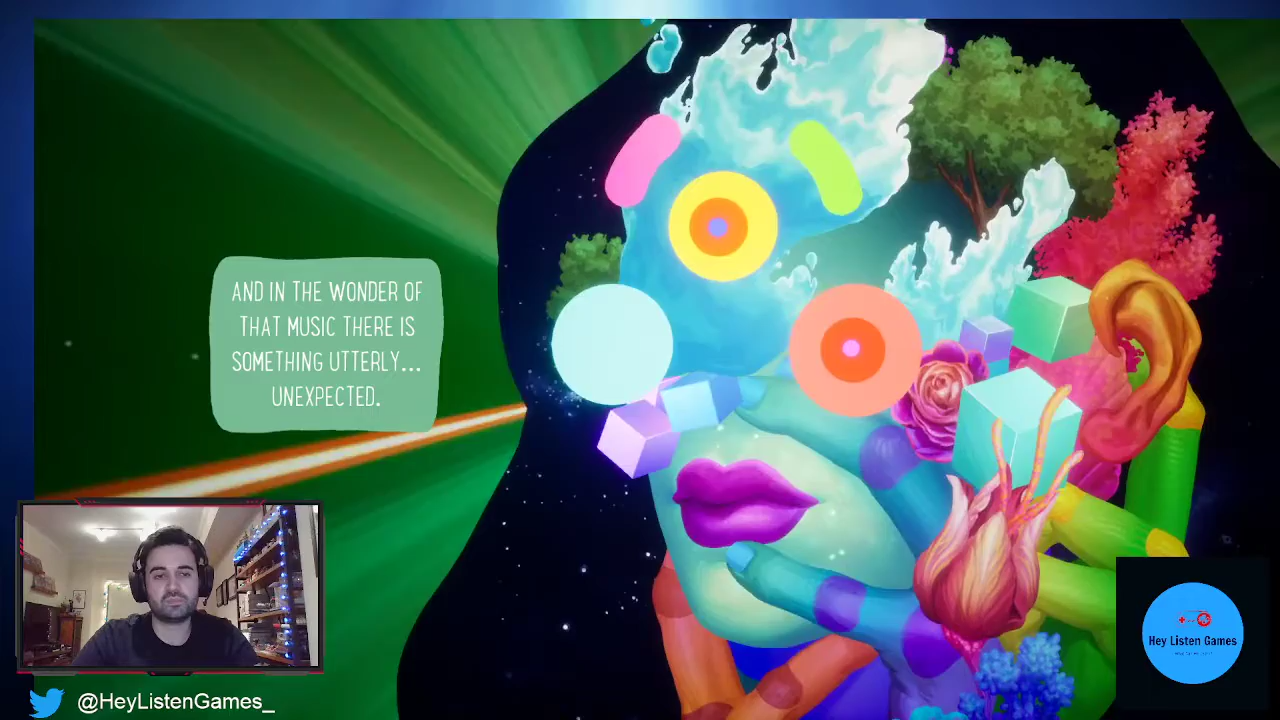 AND IN THE WONDER OF
THAT MUSIC THERE IS
SOMETHING UTTERLY...
UNEXPECTED.
Hey Listen Games
@HeyListenGames_